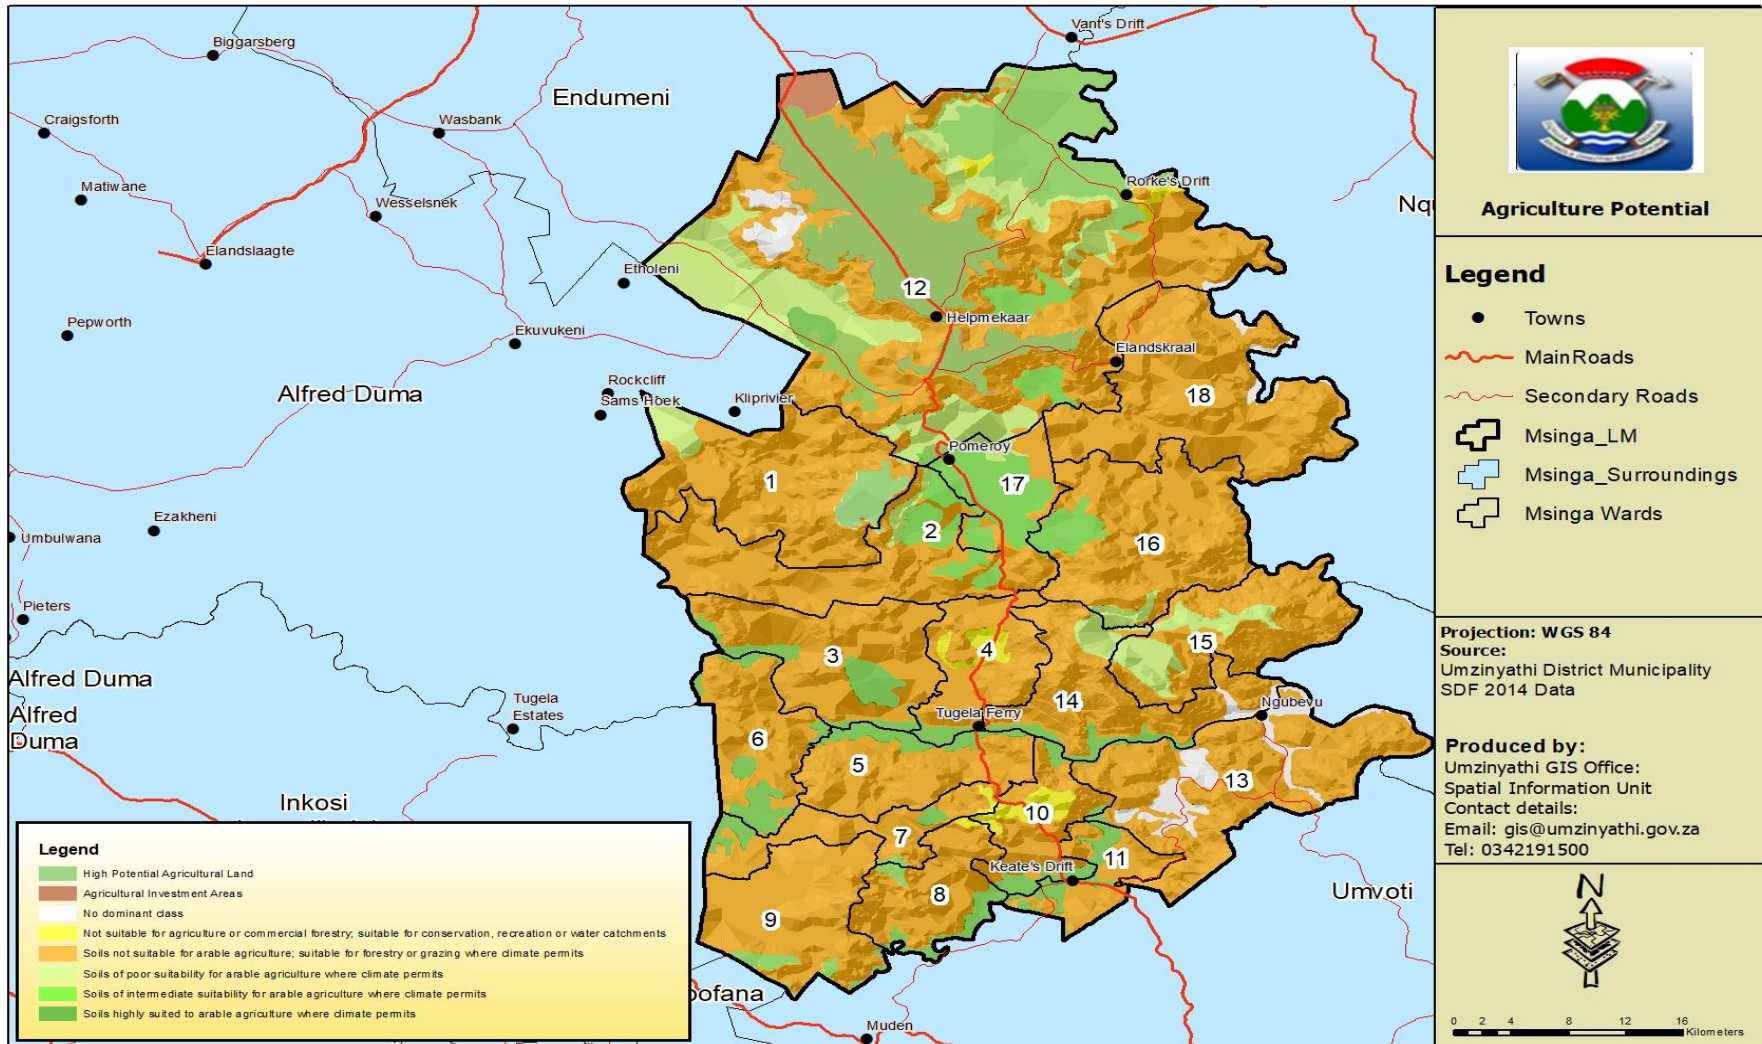 Vant's Drift
Biggarsberg
Endumeni
Craigsforth
Wasbank
Matiwane
Rorke's Drift
Wesselsnek
Elandslaagte
Etholeni
12
Helpmekaar
Pepworth
Ekuvukeni
Elandskraal
Rockcliff
Alfred Duma
Sams Hoek
Kliprivier
18
Pomeroy
1
17
Ezakheni
2
Umbulwana
16
Pieters
4
15
3
Alfred Duma
Tugela
Estates
14
Ngubevu
Alfred
Duma
Tugela Ferry
6
5
13
Inkosi
10
7
11
Keate's Drift
8
9
Umvoti
Muden
Legend
High Potential Agricultural Land
Agricultural Investment Areas
No dominant class
Not suitable for agriculture or commercial forestry; suitable for conservation, recreation or water catchments
Soils not suitable for arable agriculture; suitable for forestry or grazing where climate permits
Soils of poor suitability for arable agriculture where climate permits
Soils of intermediate suitability for arable agriculture where climate permits
Soils highly suited to arable agriculture where climate permits
Agriculture Potential
Legend
Towns
MainRoads
Secondary Roads
Msinga_LM
Msinga_Surroundings
Msinga Wards
Projection: WGS 84
Source:
Umzinyathi District Municipality
SDF 2014 Data
Produced by:
Umzinyathi GIS Office:
Spatial Information Unit
Contact details:
Email: gis@umzinyathi.gov.za
Tel: 0342191500
N
0 2 4 8 12 16
Kilometers